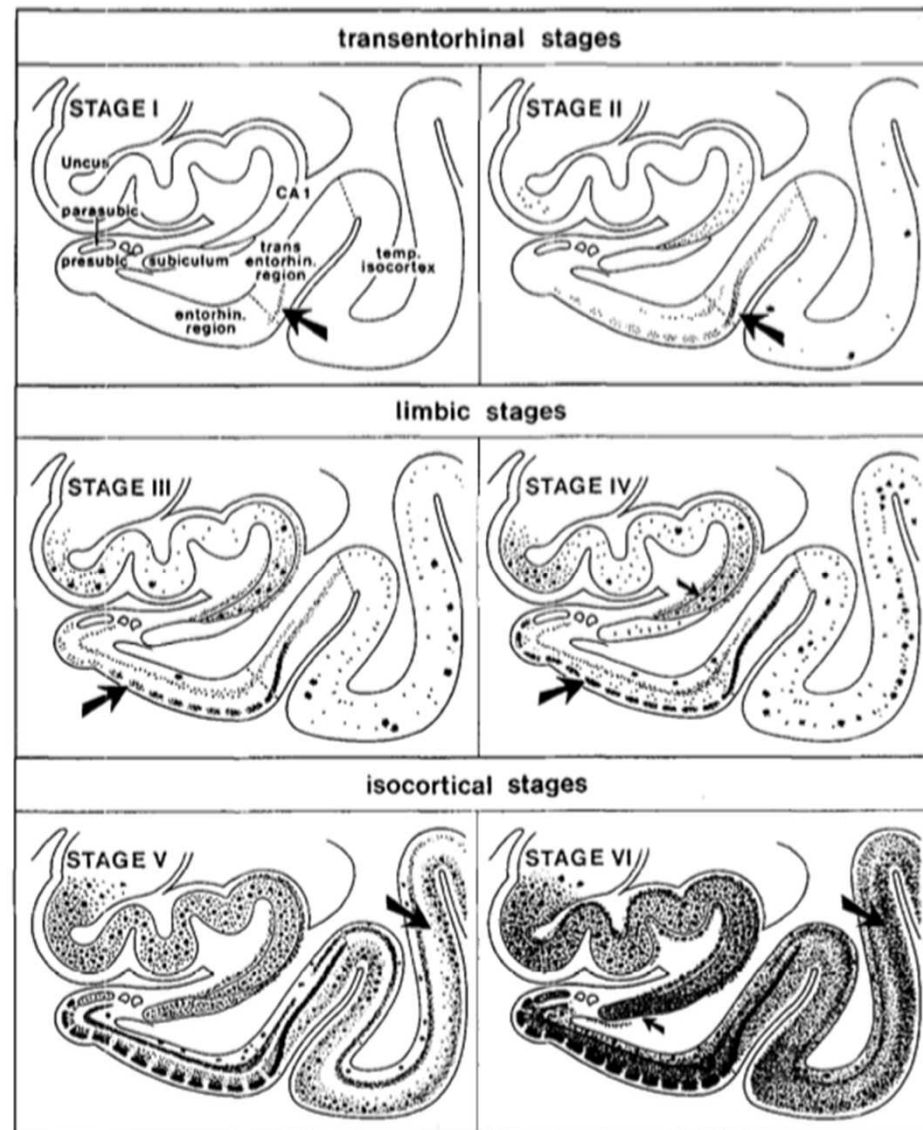 transentorhinal stages
STAGE I
STAGE II
Uncus
CA 1
parasubic
presubic
subiculum
trans
entorhin.
region
temp.
isocortex
entorhin.
region
limbic stages
STAGE III
STAGE IV
isocortical stages
STAGE V
STAGE VI